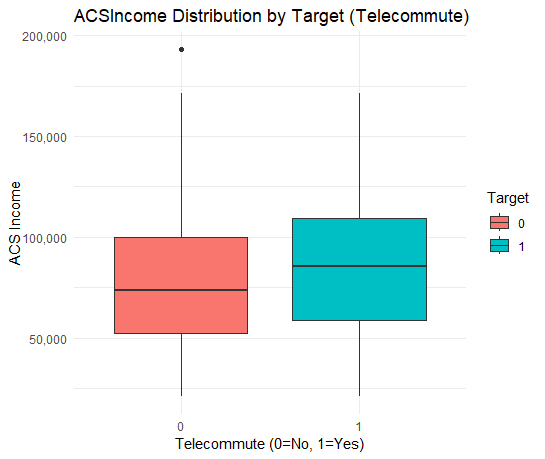 ACSIncome Distribution by Target (Telecommute)
200,000
150,000
100,000
50,000
ACS Income
0
1
Telecommute (0=No, 1=Yes)
Target
0
1